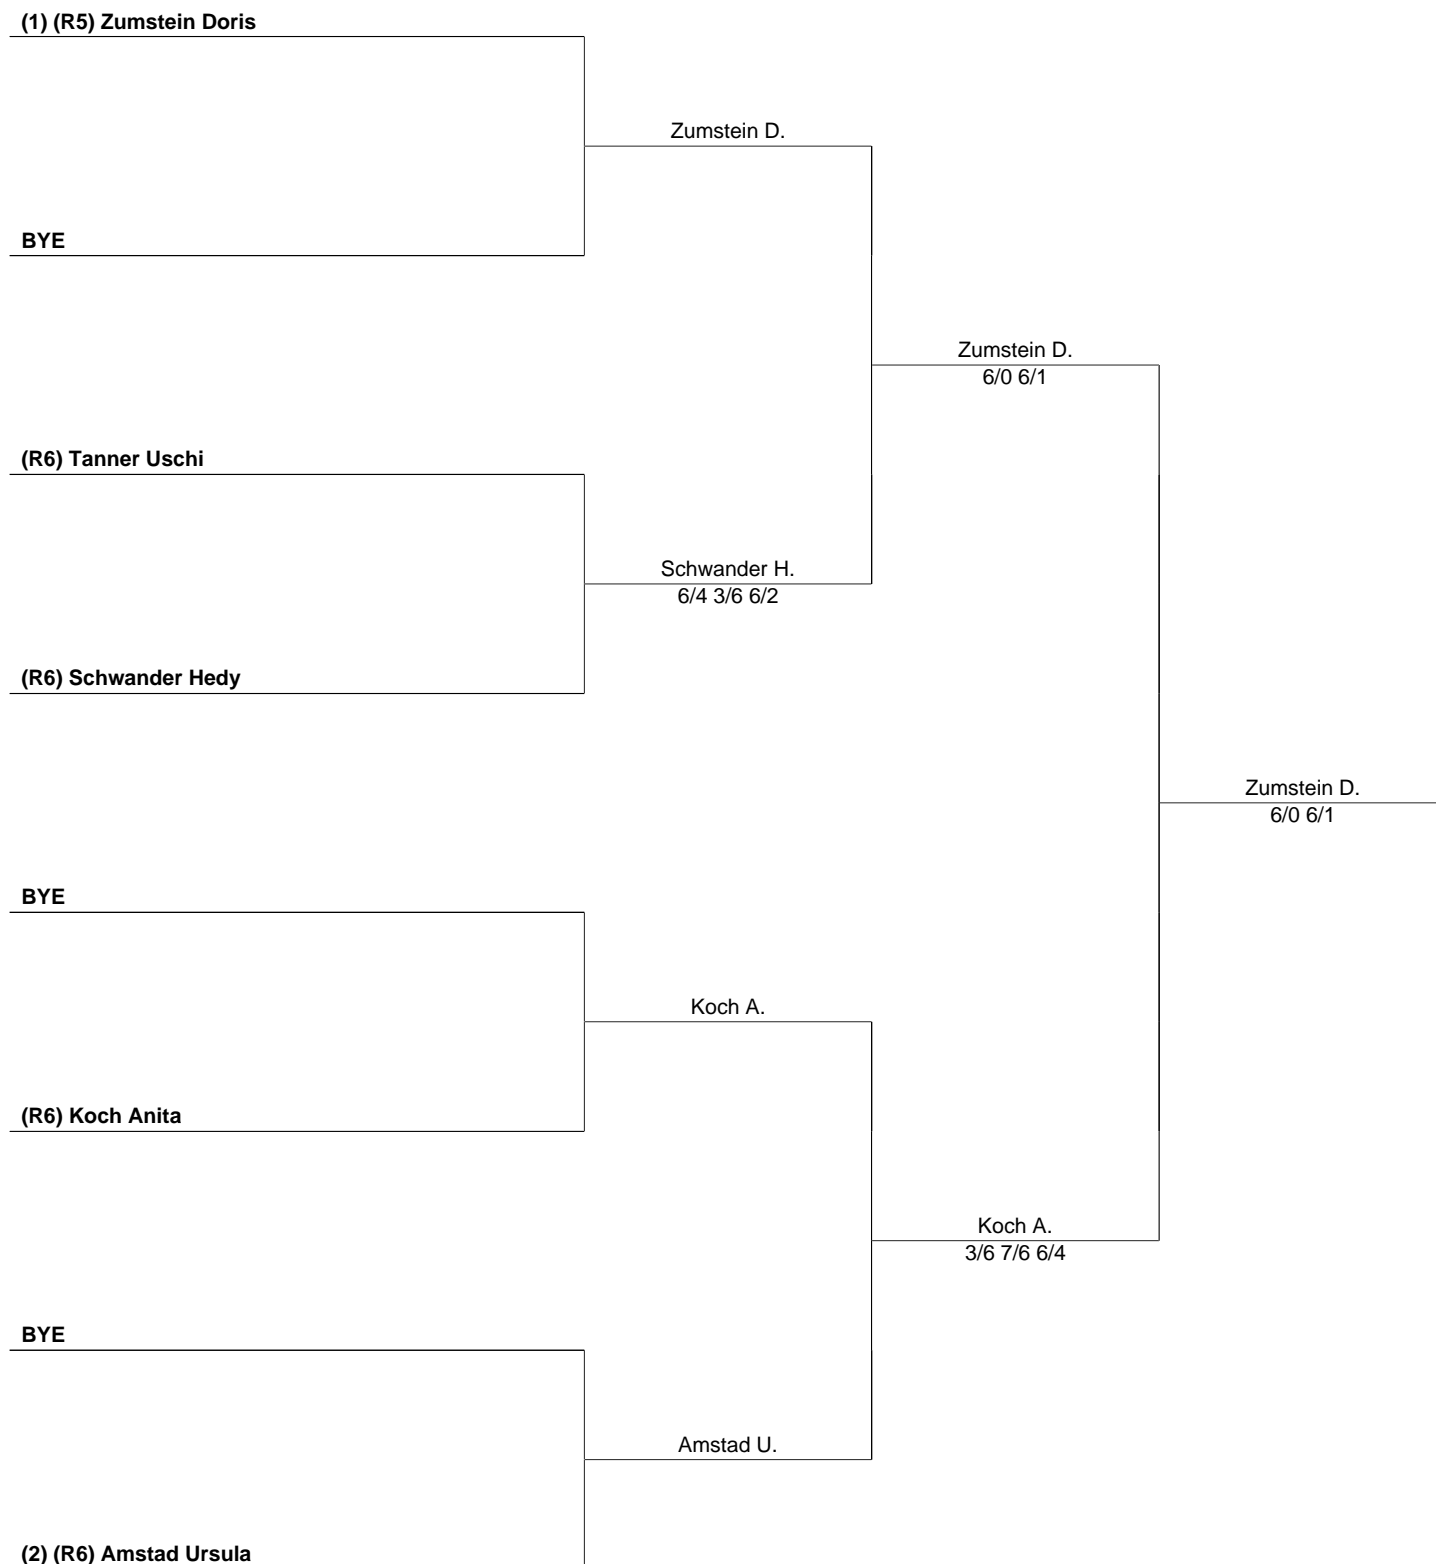 (1) (R5) Zumstein Doris
Zumstein D.
BYE
Zumstein D.
6/0 6/1
(R6) Tanner Uschi
Schwander H.
6/4 3/6 6/2
(R6) Schwander Hedy
Zumstein D.
6/0 6/1
BYE
Koch A.
(R6) Koch Anita
Koch A.
3/6 7/6 6/4
BYE
Amstad U.
(2) (R6) Amstad Ursula